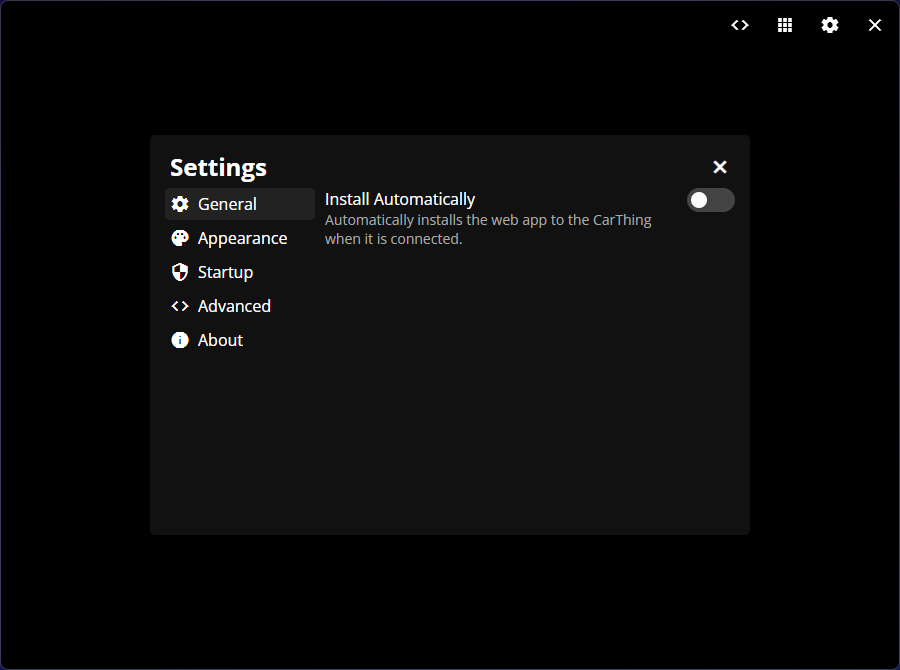 Settings
General
Appearance
Startup
Advanced
About
Install Automatically
Automatically installs the web app to the CarThing
when it is connected.